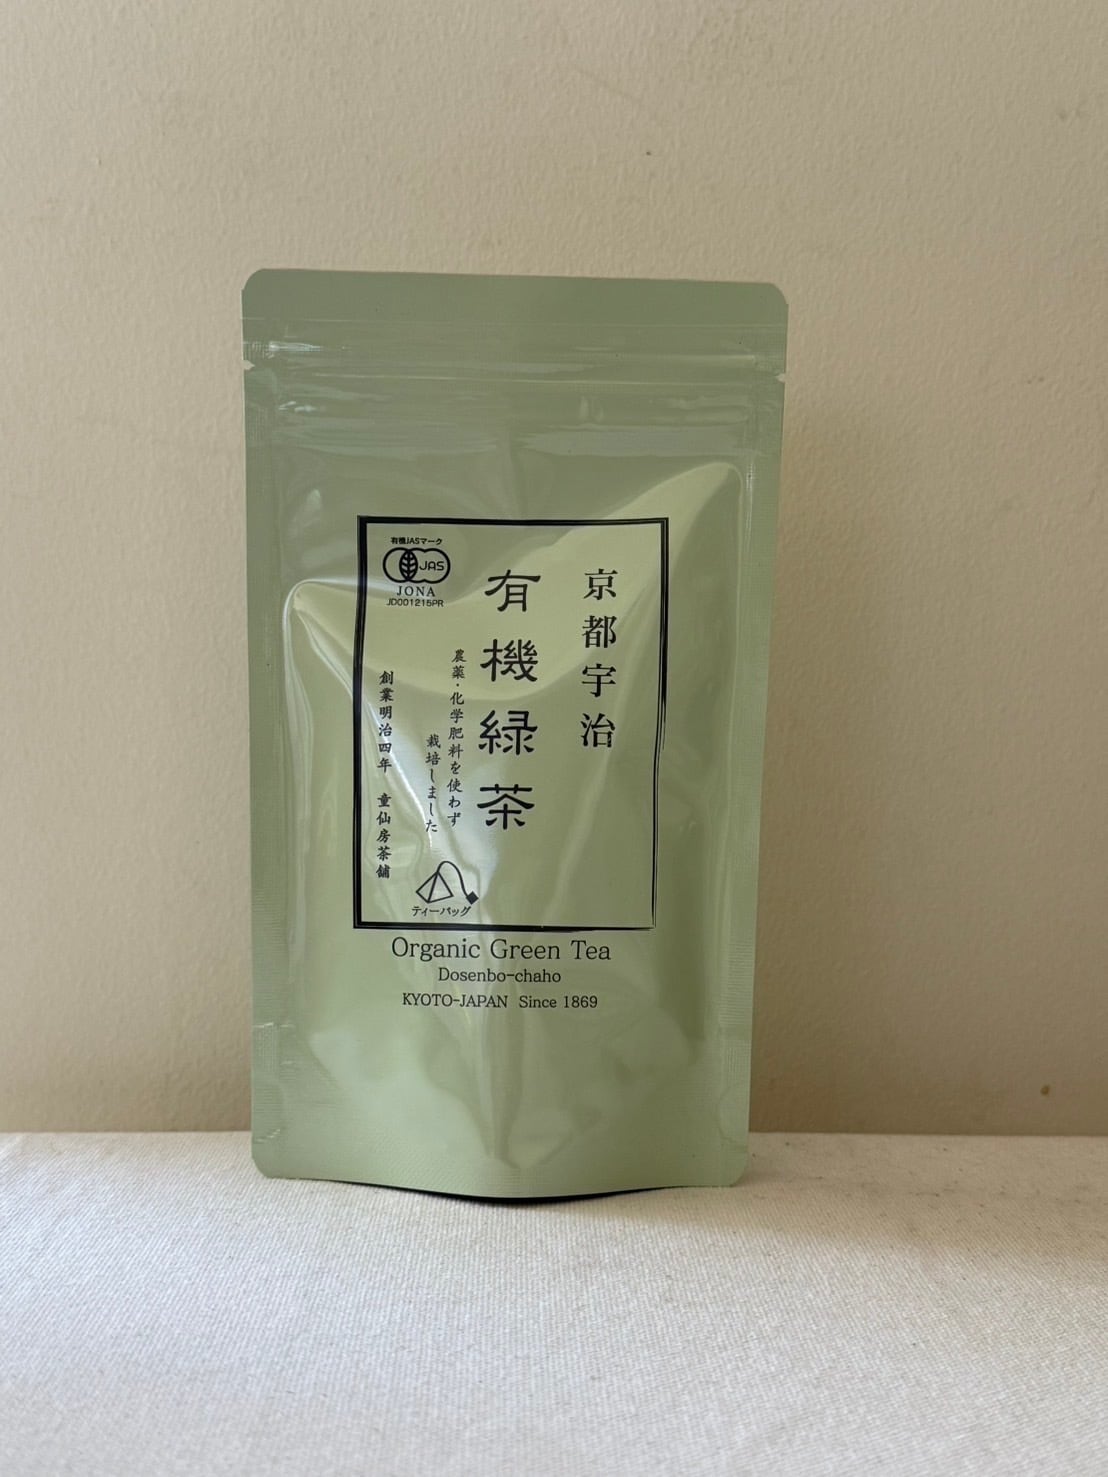 京都宇治
有機緑茶
農薬・化学肥料を使わず
栽培しました
創業明治四年 童仙房茶舗
有機JASマーク
JAS
JONA
JD001215PR
ティーバッグ
Organic Green Tea
Dosenbo-chaho
KYOTO-JAPAN Since 1869